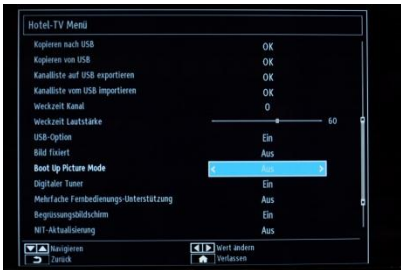 Hotel-TV Menü
Kopieren nach USB OK
Kopieren von USB OK
Kanalliste auf USB exportieren OK
Kanalliste vom USB importieren OK
Weckzeit Kanal 0
Weckzeit Lautstärke 60
USB-Option Ein
Bild fixiert Aus
Boot Up Picture Mode Aus
Digitaler Tuner Ein
Mehrfache Fernbedienungs-Unterstützung Aus
Begrüssungsbildschirm Ein
NIT-Aktualisierung Aus
Navigieren Wert ändern
Zurück Verlassen